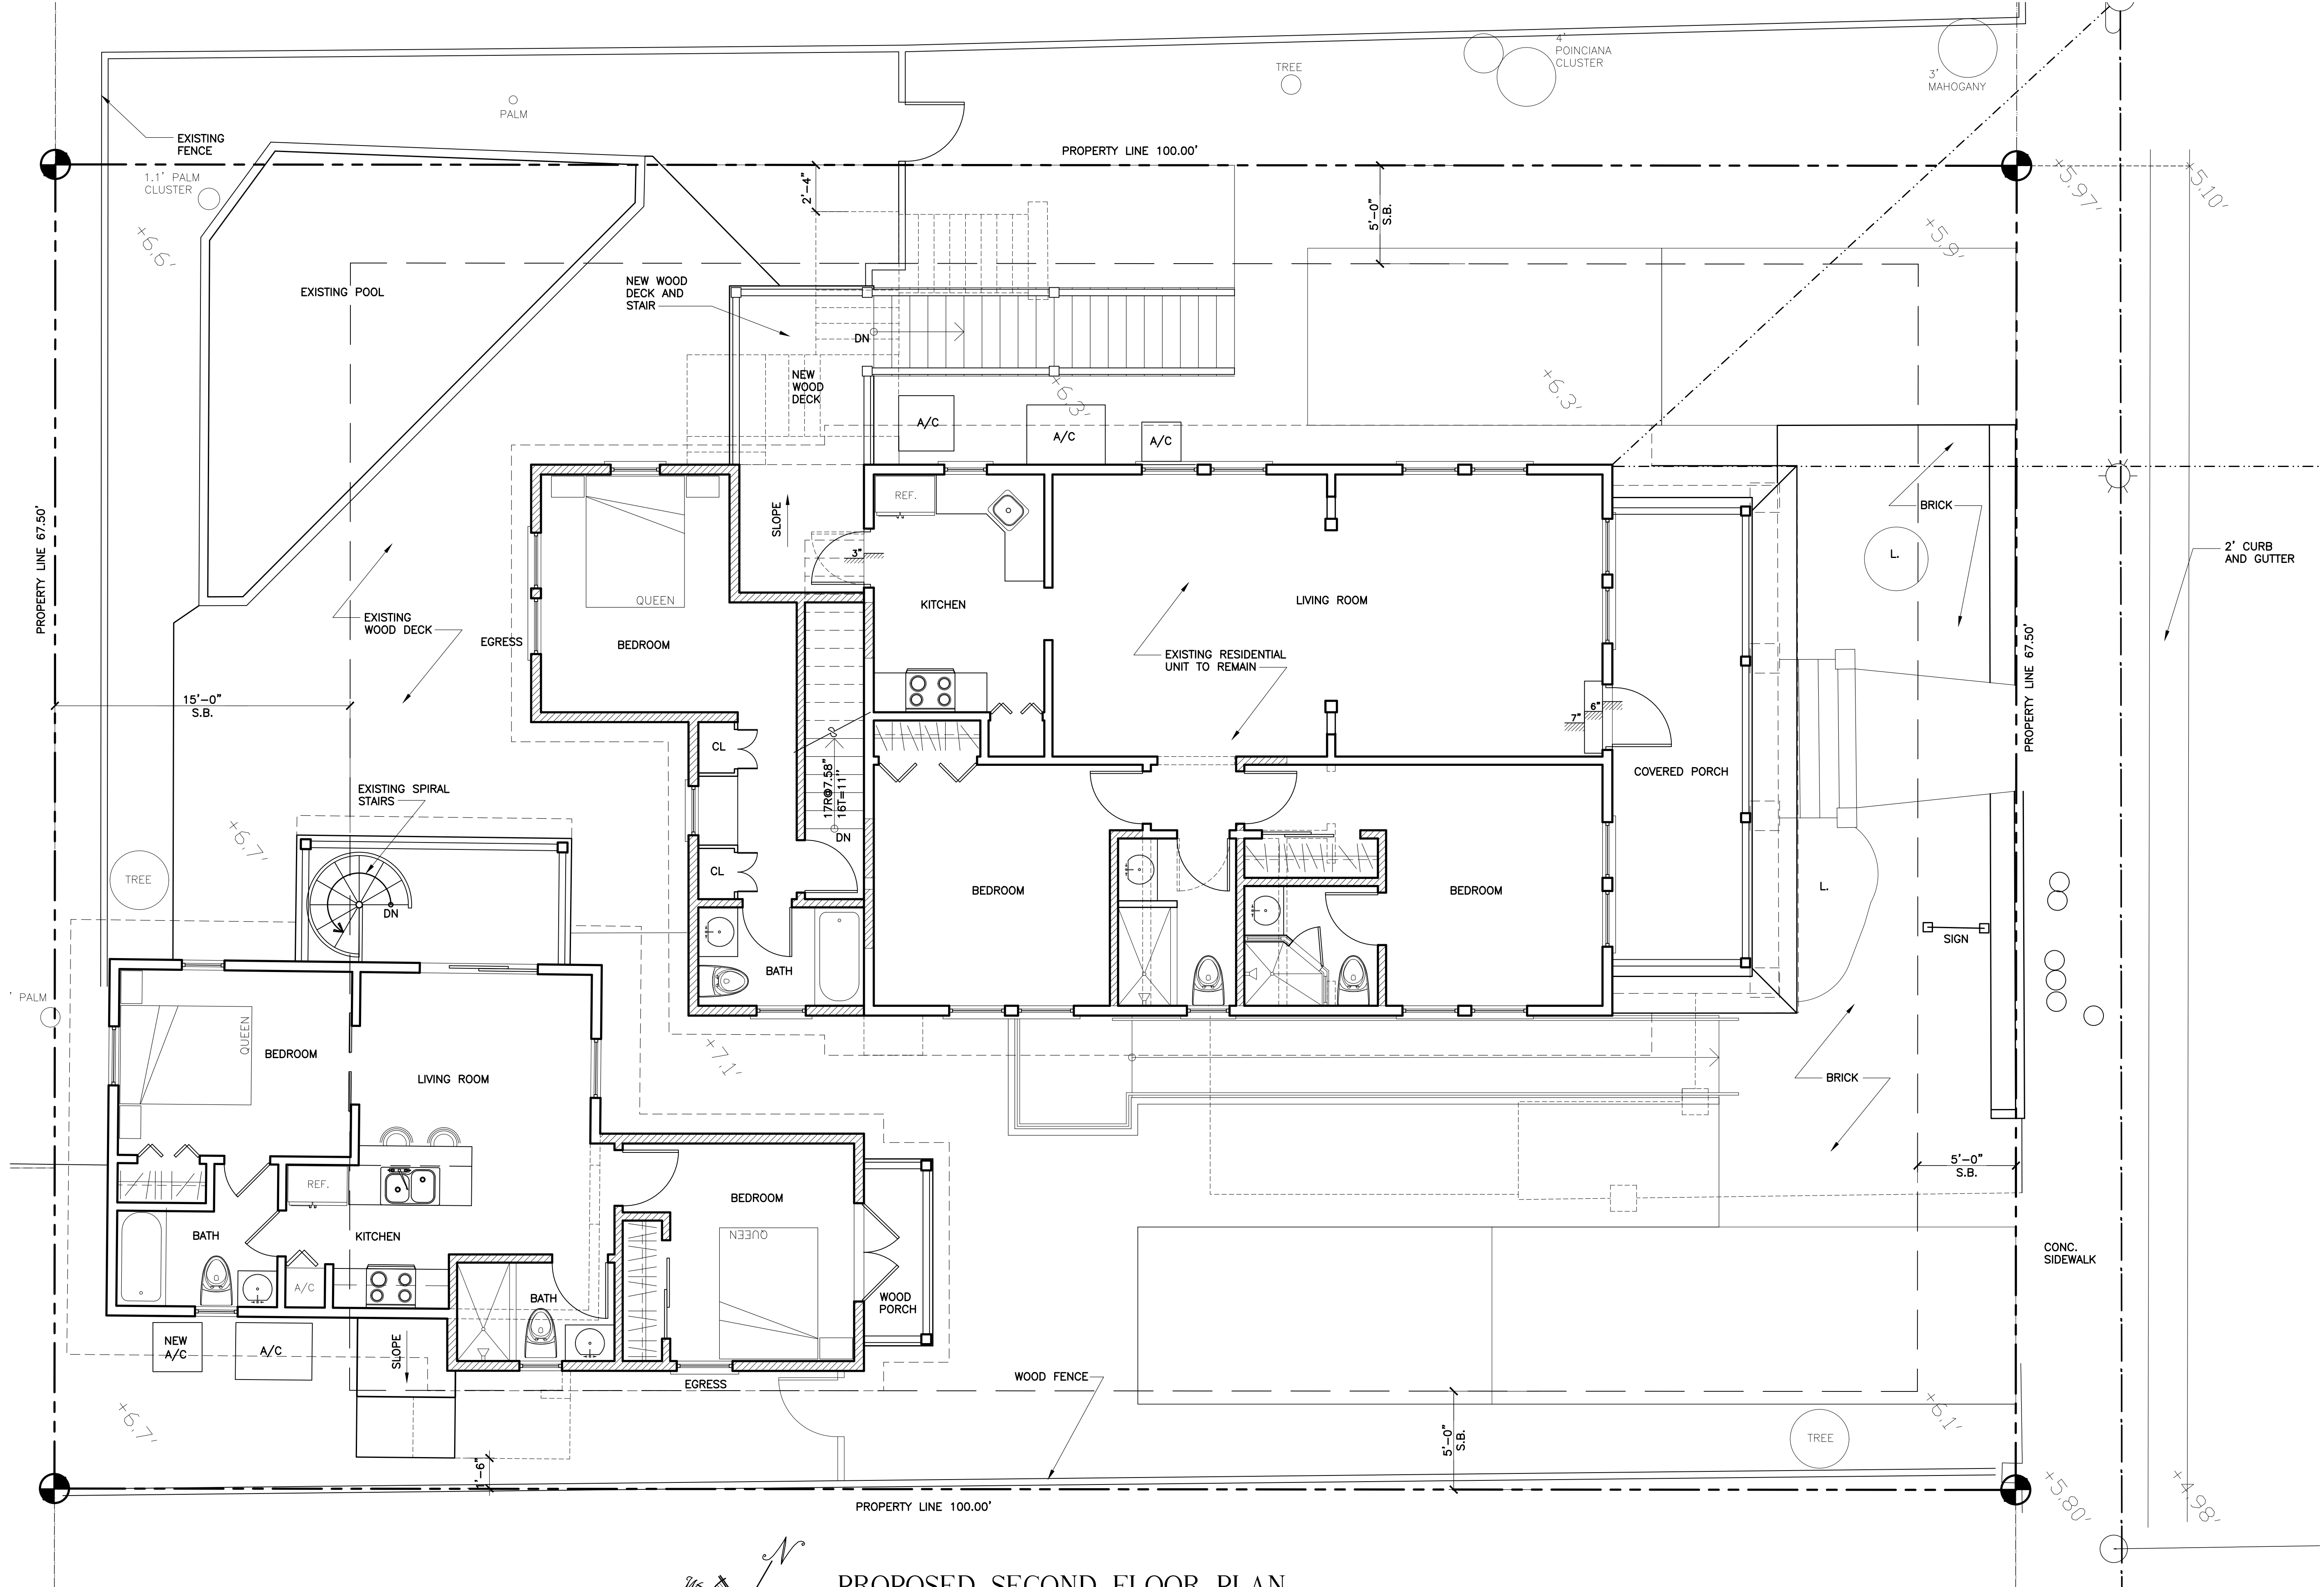 4'
POINCIANA
CLUSTER
TREE
3'
MAHOGANY
PALM
EXISTING
FENCE
PROPERTY LINE 100.00'
1.1' PALM
CLUSTER
2'-4"
5'-0"
S.B.
+5.97'
+5.10'
+6.6'
+5.9'
EXISTING POOL
NEW WOOD
DECK AND
STAIR
DN
NEW
WOOD
DECK
+6.3'
+6.3'
A/C
A/C
A/C
REF.
SLOPE
BRICK
PROPERTY LINE 67.50'
3"
L.
2' CURB
AND GUTTER
QUEEN
KITCHEN
LIVING ROOM
EXISTING
WOOD DECK
EGRESS
BEDROOM
EXISTING RESIDENTIAL
UNIT TO REMAIN
PROPERTY LINE 67.50'
15'-0"
S.B.
6"
7"
CL
17R@7.58"
16T=11"
COVERED PORCH
EXISTING SPIRAL
STAIRS
+6.7'
DN
CL
TREE
BEDROOM
BEDROOM
L.
DN
SIGN
BATH
' PALM
QUEEN
BEDROOM
+7.1'
LIVING ROOM
BRICK
5'-0"
S.B.
REF.
BEDROOM
QUEEN
BATH
KITCHEN
CONC.
SIDEWALK
A/C
BATH
WOOD
PORCH
NEW
A/C
A/C
SLOPE
EGRESS
WOOD FENCE
+6.7'
+6.1'
TREE
5'-0"
S.B.
1'-6"
+5.80'
+4.98'
PROPERTY LINE 100.00'
N
PROPOSED SECOND FLOOR PLAN